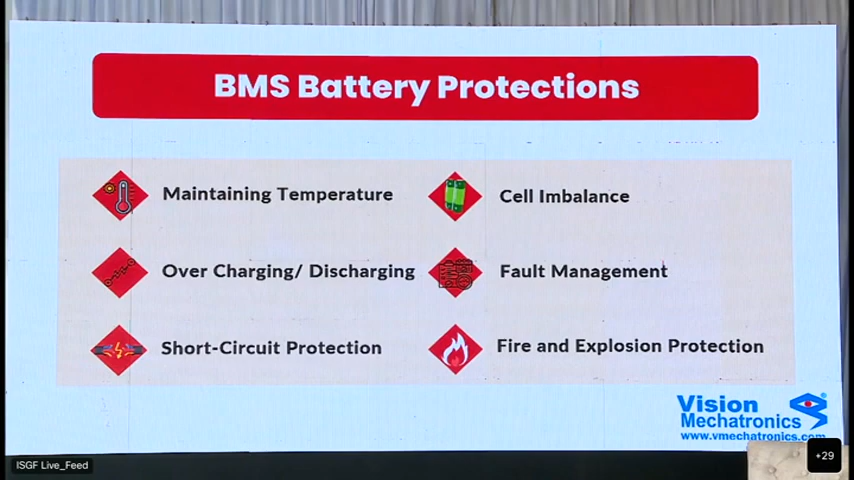 BMS Battery Protections
Maintaining Temperature
Cell Imbalance
Over Charging/ Discharging
Fault Management
Short-Circuit Protection
Fire and Explosion Protection
Vision
Mechatronics
www.vmechatronics.com
ISGF Live_Feed
+29